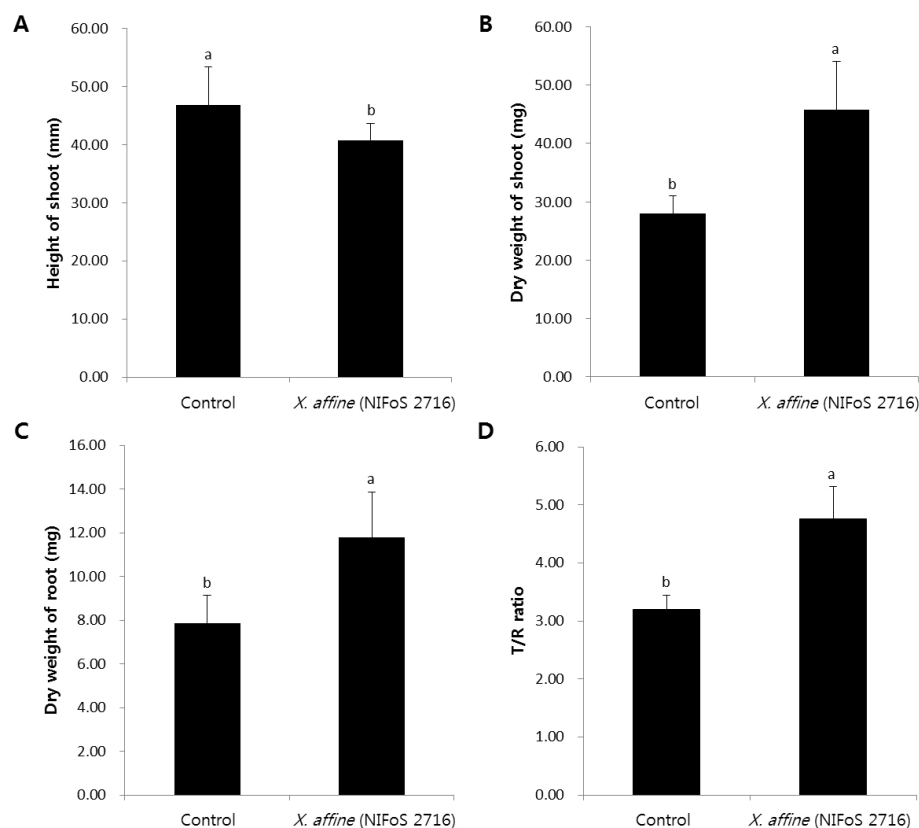 A
Height of shoot (mm)
60.00
50.00
40.00
30.00
20.00
10.00
0.00
a
b
Control
X. affine (NIFoS 2716)
B
Dry weight of shoot (mg)
60.00
50.00
40.00
30.00
20.00
10.00
0.00
b
a
Control
X. affine (NIFoS 2716)
C
Dry weight of root (mg)
16.00
14.00
12.00
10.00
8.00
6.00
4.00
2.00
0.00
b
a
Control
X. affine (NIFoS 2716)
D
T/R ratio
6.00
5.00
4.00
3.00
2.00
1.00
0.00
b
a
Control
X. affine (NIFoS 2716)